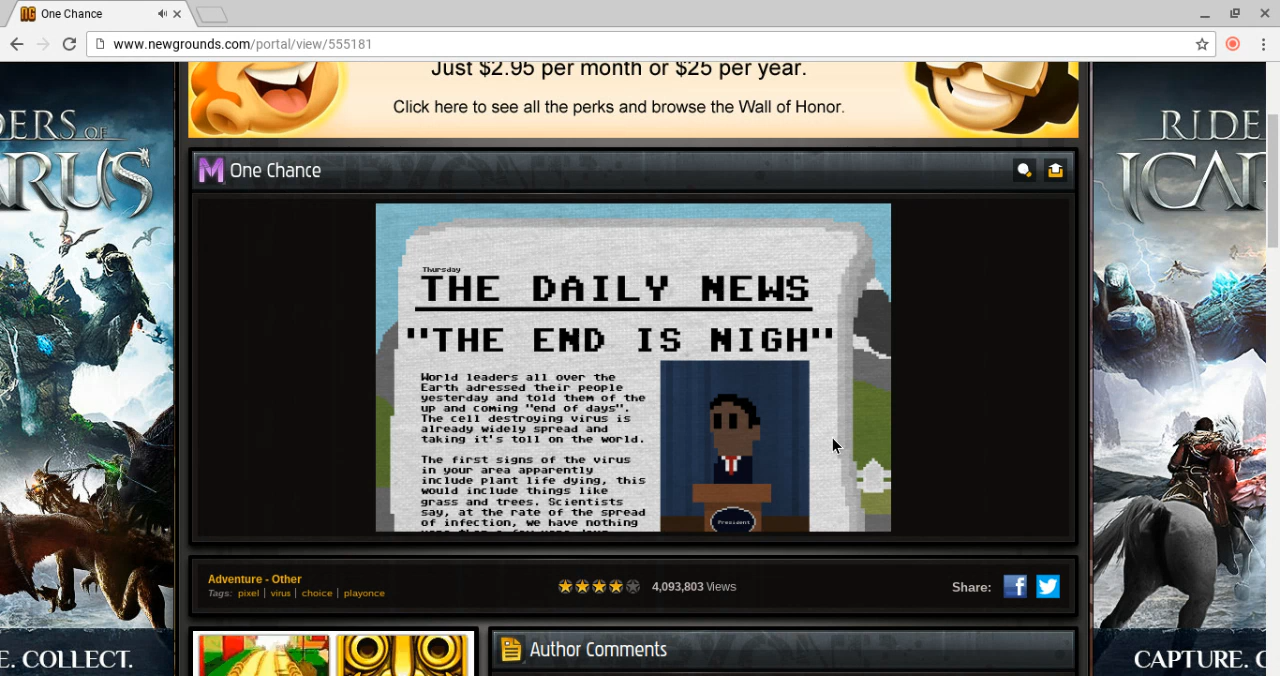 One Chance
www.newgrounds.com/portal/view/555181
Just $2.95 per month or $25 per year.
Click here to see all the perks and browse the Wall of Honor.
DERS OF
ARUS
RIDE
ICA
M One Chance
Thursday
THE DAILY NEWS
"THE END IS NIGH"
World leaders all over the
Earth adressed their people
yesterday and told them of the
up and coming "end of days".
The cell destroying virus is
already widely spread and
taking it's toll on the world.
The first signs of the virus
in your area apparently
include plant life dying, this
would include things like
grass and trees. Scientists
say, at the rate of the spread
of infection, we have nothing
President
Adventure - Other
Tags: pixel | virus | choice | playonce
4,093,803 Views
Share:
E. COLLECT.
Author Comments
CAPTURE. C